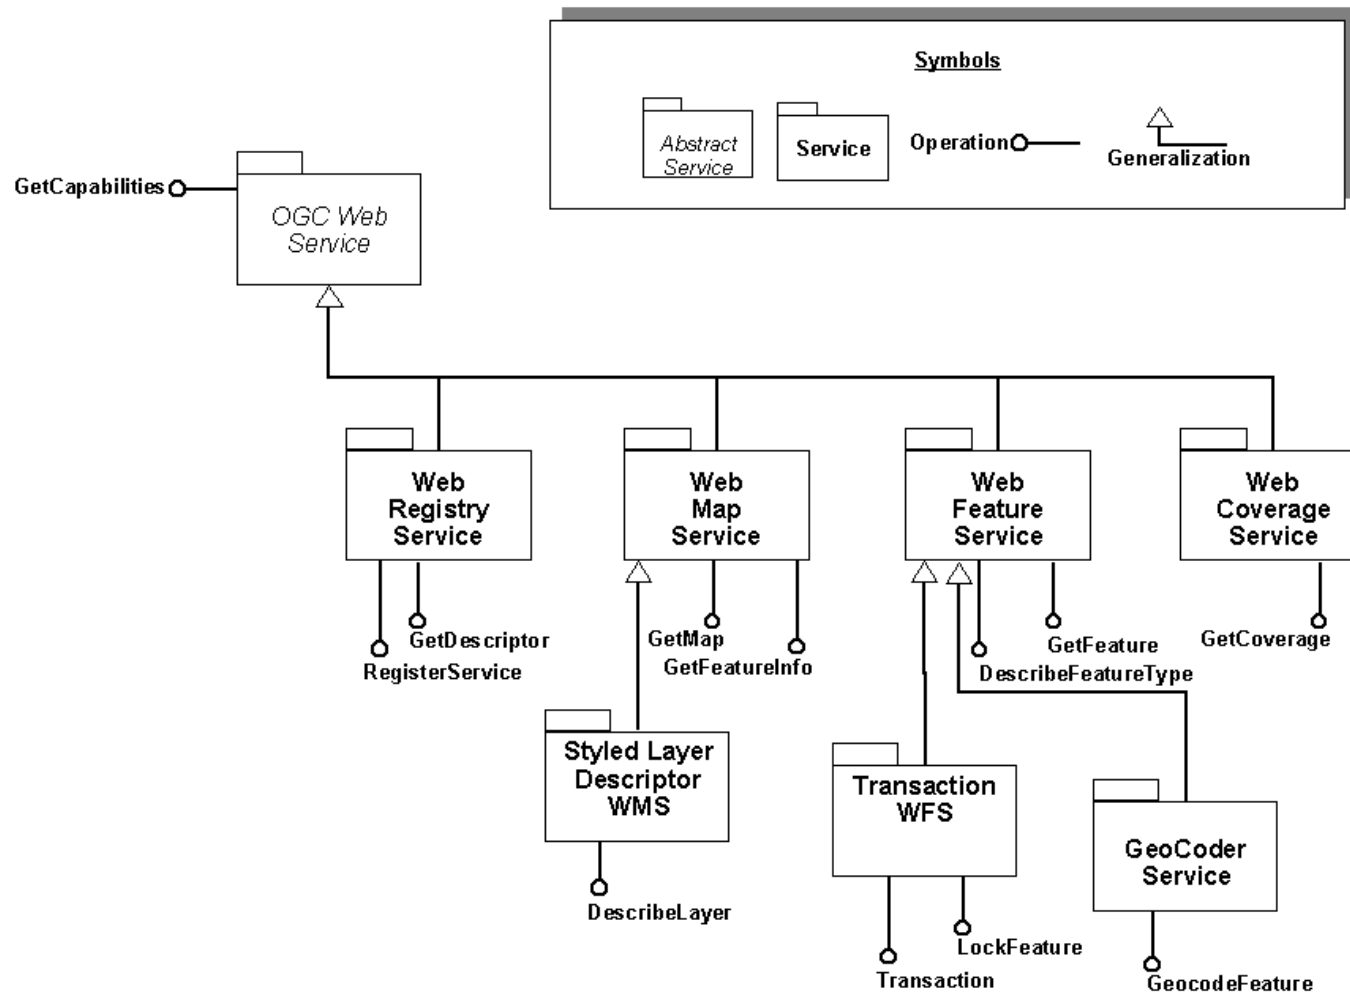 Symbols
Abstract
Service
Service
Operation
Generalization
GetCapabilities
OGC Web
Service
Web
Registry
Service
Web
Map
Service
Web
Feature
Service
Web
Coverage
Service
GetDescriptor
RegisterService
GetMap
GetFeatureInfo
GetFeature
DescribeFeatureType
GetCoverage
Styled Layer
Descriptor
WMS
Transaction
WFS
GeoCoder
Service
DescribeLayer
LockFeature
Transaction
GeocodeFeature